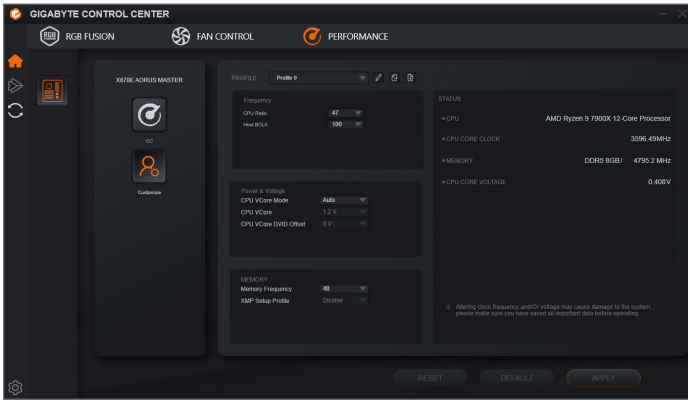 GIGABYTE CONTROL CENTER
RGB FUSION
FAN CONTROL
PERFORMANCE
X670E AORUS MASTER
OC
Customize
PROFILE Profile 0
Frequency
CPU Ratio 47
Host BCLK 100
Power & Voltage
CPU VCore Mode Auto
CPU VCore 1.2 V
CPU VCore DVID Offset 0 V
MEMORY
Memory Frequency 48
XMP Setup Profile Disable
STATUS
CPU AMD Ryzen 9 7900X 12-Core Processor
CPU CORE CLOCK 3596.49MHz
MEMORY DDR5 8GB / 4795.2 MHz
CPU CORE VOLTAGE 0.408V
Altering clock frequency and/Or voltage may cause damage to the system,
please make sure you have saved all important data before operating.
RESET
DEFAULT
APPLY